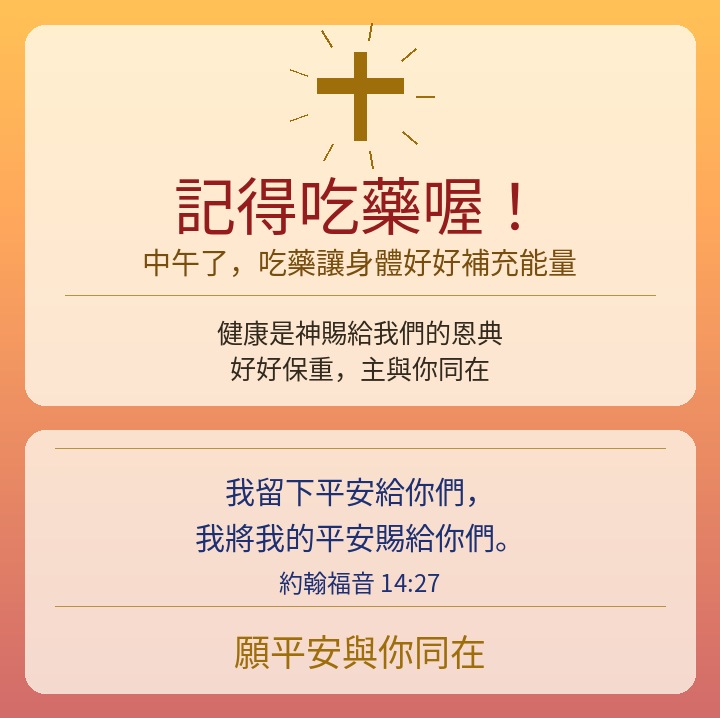 記得吃藥喔！
中午了，吃藥讓身體好好補充能量
健康是神賜給我們的恩典
好好保重，主與你同在
我留下平安給你們，
我將我的平安賜給你們。
約翰福音 14:27
願平安與你同在